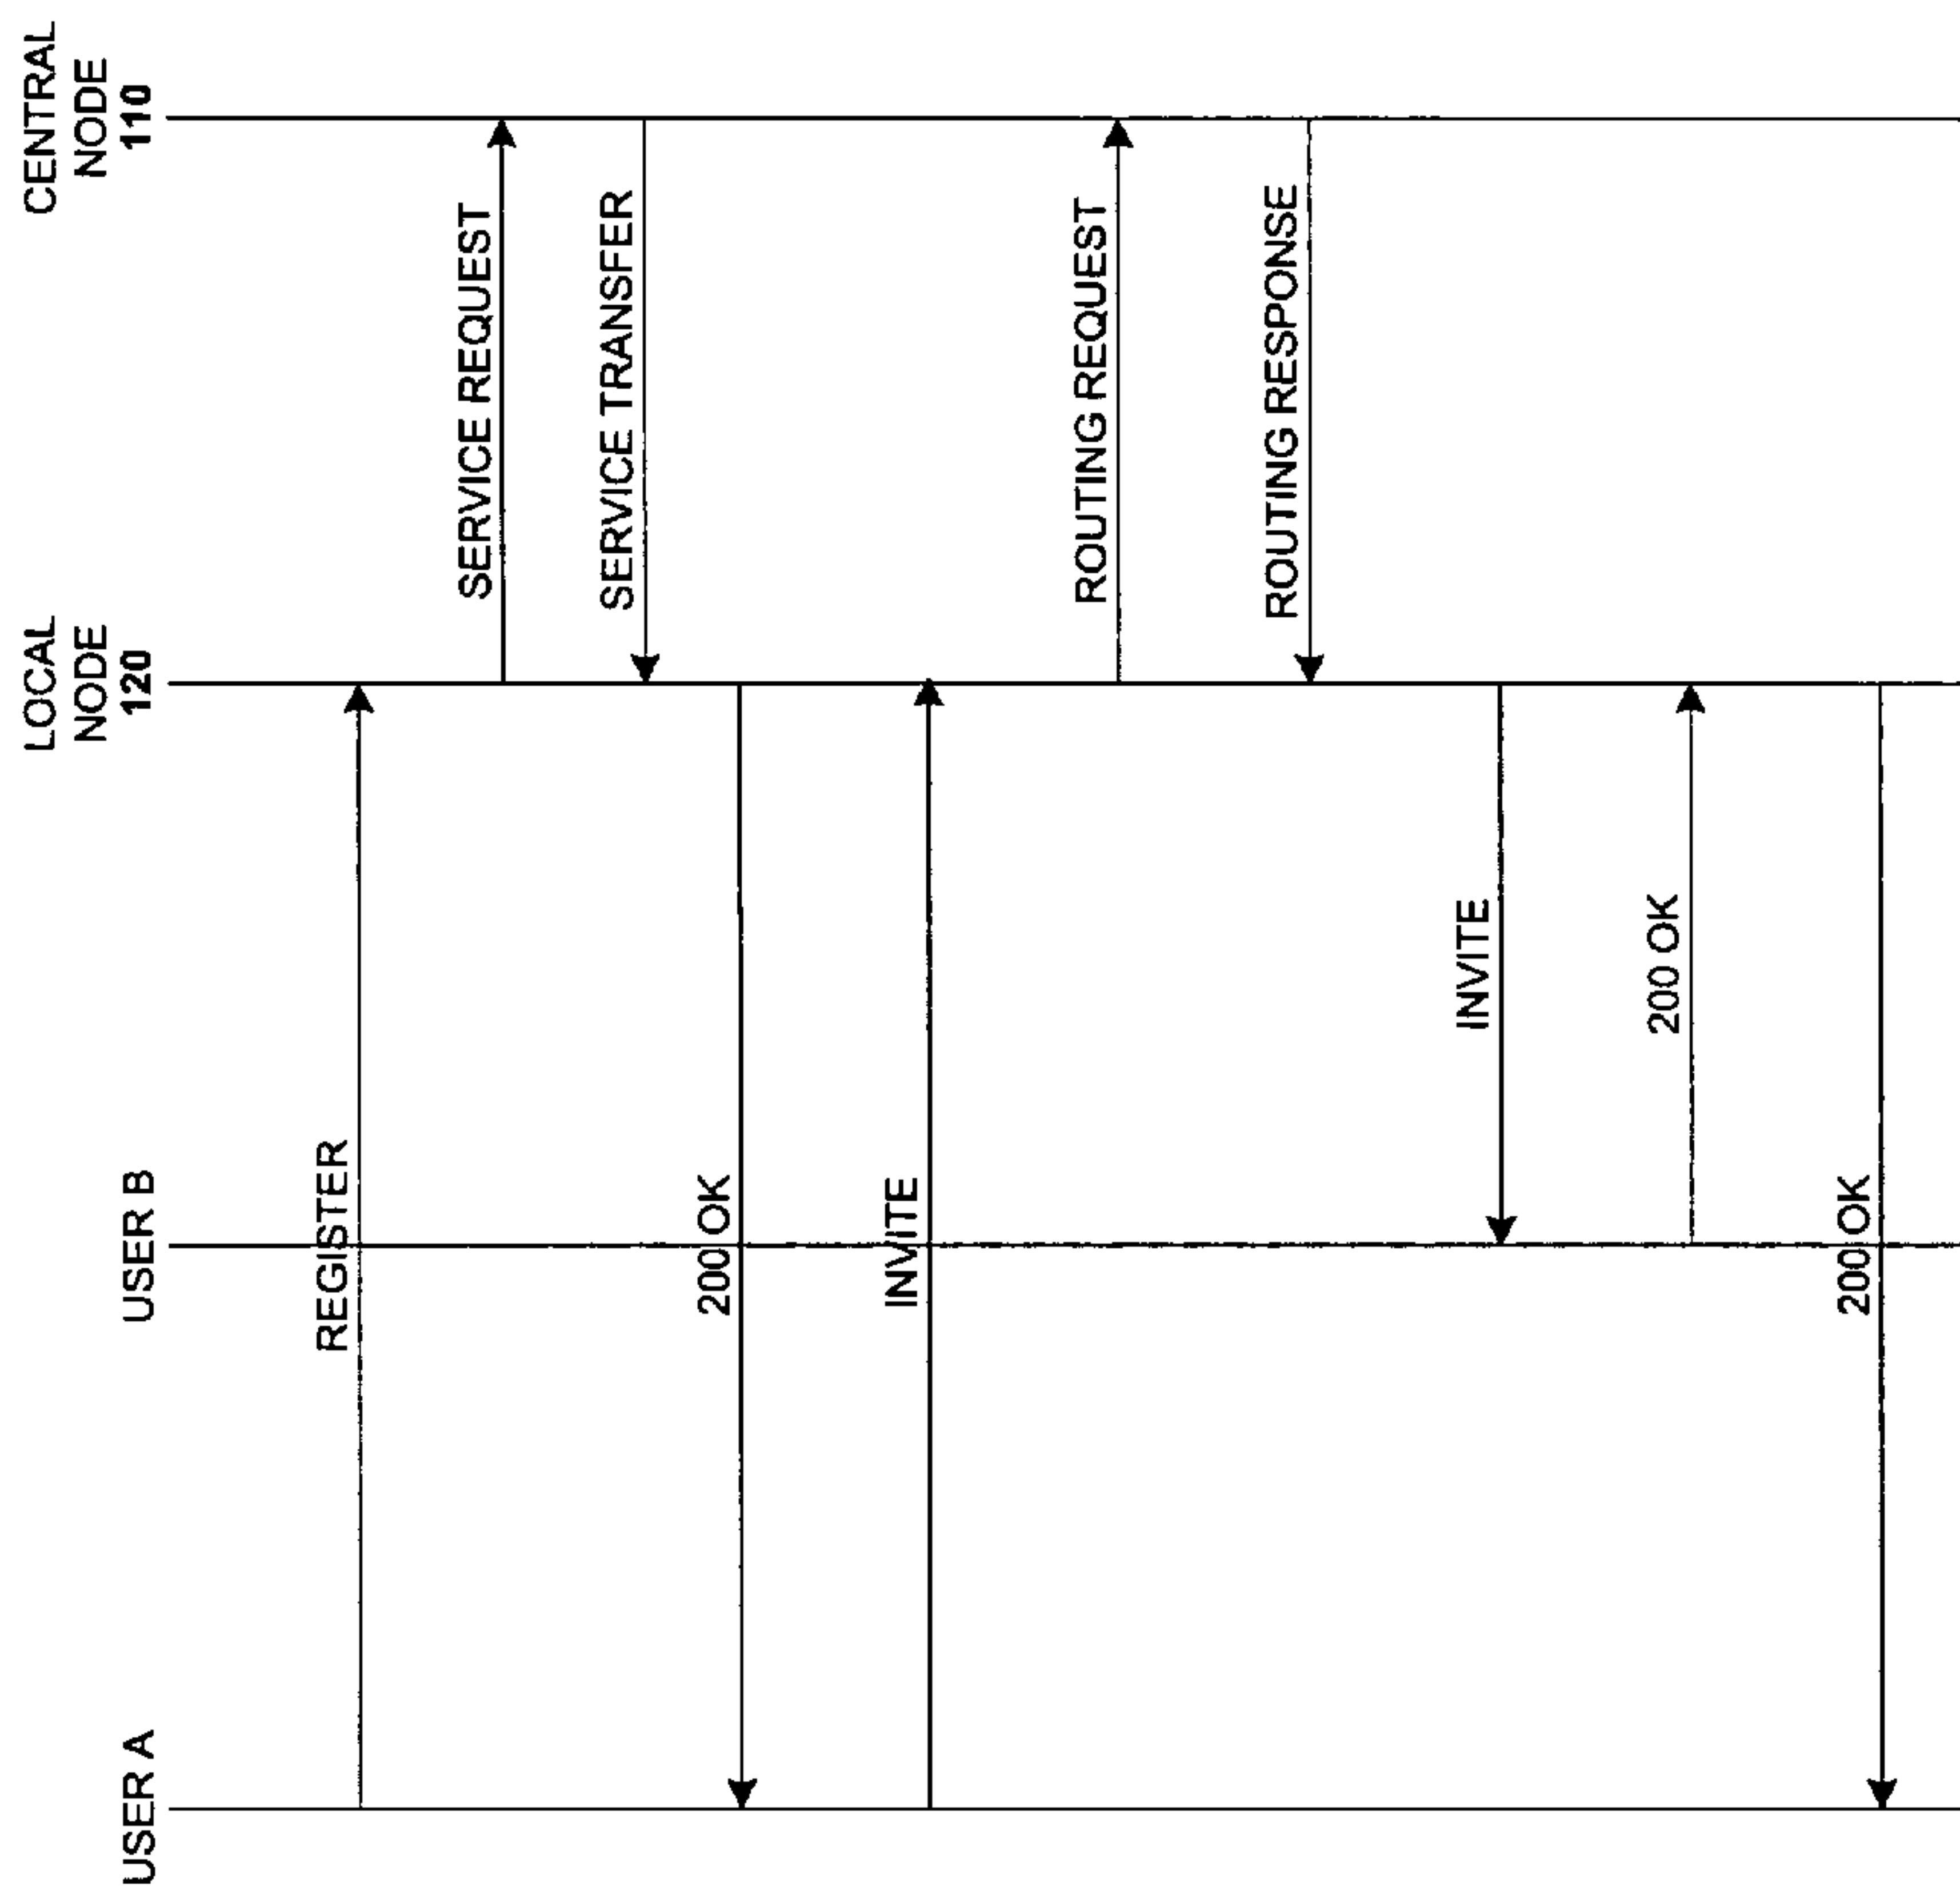 USER A
USER B
LOCAL
NODE
120
CENTRAL
NODE
110
REGISTER
SERVICE REQUEST
SERVICE TRANSFER
200 OK
INVITE
ROUTING REQUEST
ROUTING RESPONSE
INVITE
200 OK
200 OK